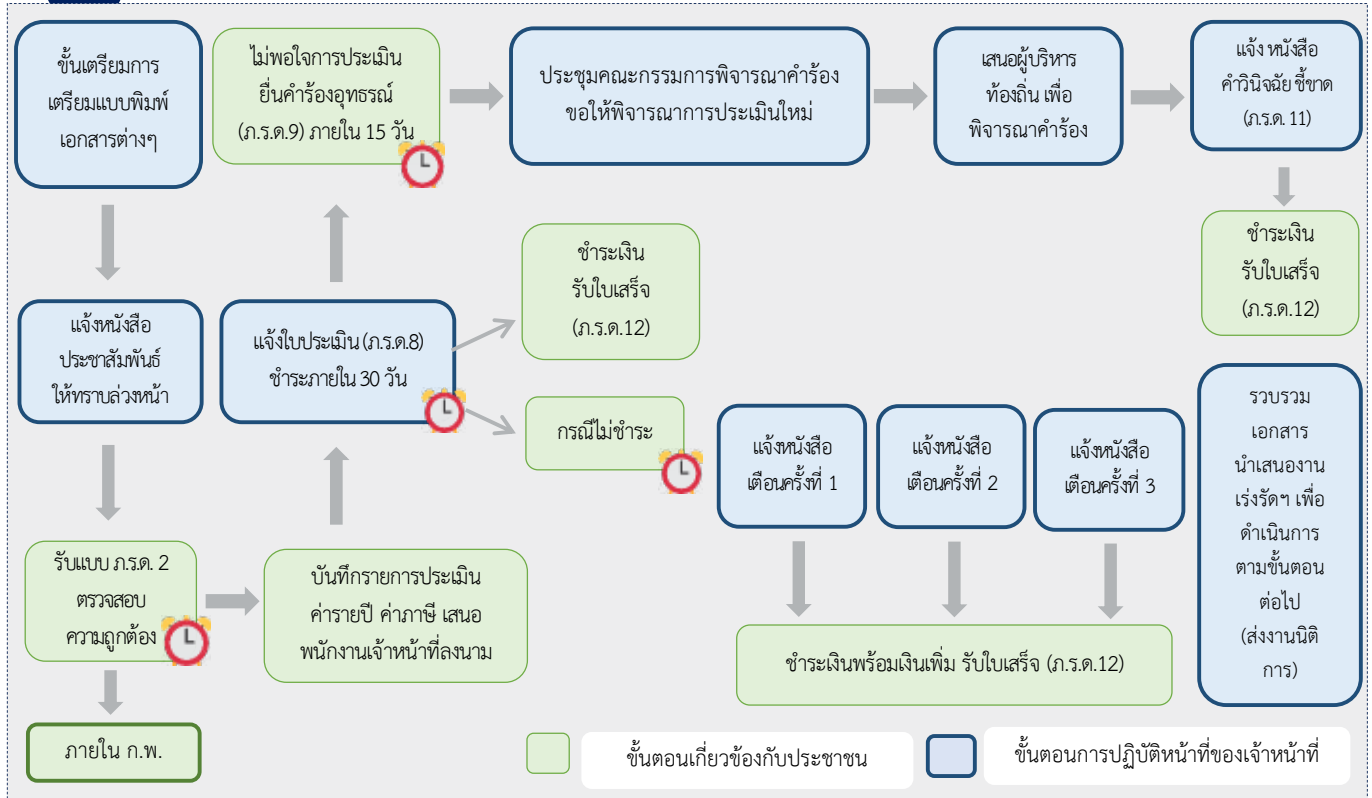 ขั้นเตรียมการ
เตรียมแบบพิมพ์
เอกสารต่างๆ
ไม่พอใจการประเมิน
ยื่นคำร้องอุทธรณ์
(ภ.ร.ด.9) ภายใน 15 วัน
ประชุมคณะกรรมการพิจารณาคำร้อง
ขอให้พิจารณาการประเมินใหม่
เสนอผู้บริหาร
ท้องถิ่น เพื่อ
พิจารณาคำร้อง
แจ้ง หนังสือ
คำวินิจฉัย ชี้ขาด
(ภ.ร.ด. 11)
ชำระเงิน
รับใบเสร็จ
(ภ.ร.ด.12)
แจ้งหนังสือ
ประชาสัมพันธ์
ให้ทราบล่วงหน้า
แจ้งใบประเมิน (ภ.ร.ด.8)
ชำระภายใน 30 วัน
ชำระเงิน
รับใบเสร็จ
(ภ.ร.ด.12)
กรณีไม่ชำระ
แจ้งหนังสือ
เตือนครั้งที่ 1
แจ้งหนังสือ
เตือนครั้งที่ 2
แจ้งหนังสือ
เตือนครั้งที่ 3
รวบรวม
เอกสาร
นำเสนองาน
เร่งรัดฯ เพื่อ
ดำเนินการ
ตามขั้นตอน
ต่อไป
(ส่งงานนิติ
การ)
รับแบบ ภ.ร.ด. 2
ตรวจสอบ
ความถูกต้อง
บันทึกรายการประเมิน
ค่ารายปี ค่าภาษี เสนอ
พนักงานเจ้าหน้าที่ลงนาม
ชำระเงินพร้อมเงินเพิ่ม รับใบเสร็จ (ภ.ร.ด.12)
ภายใน ก.พ.
ขั้นตอนเกี่ยวข้องกับประชาชน
ขั้นตอนการปฏิบัติหน้าที่ของเจ้าหน้าที่